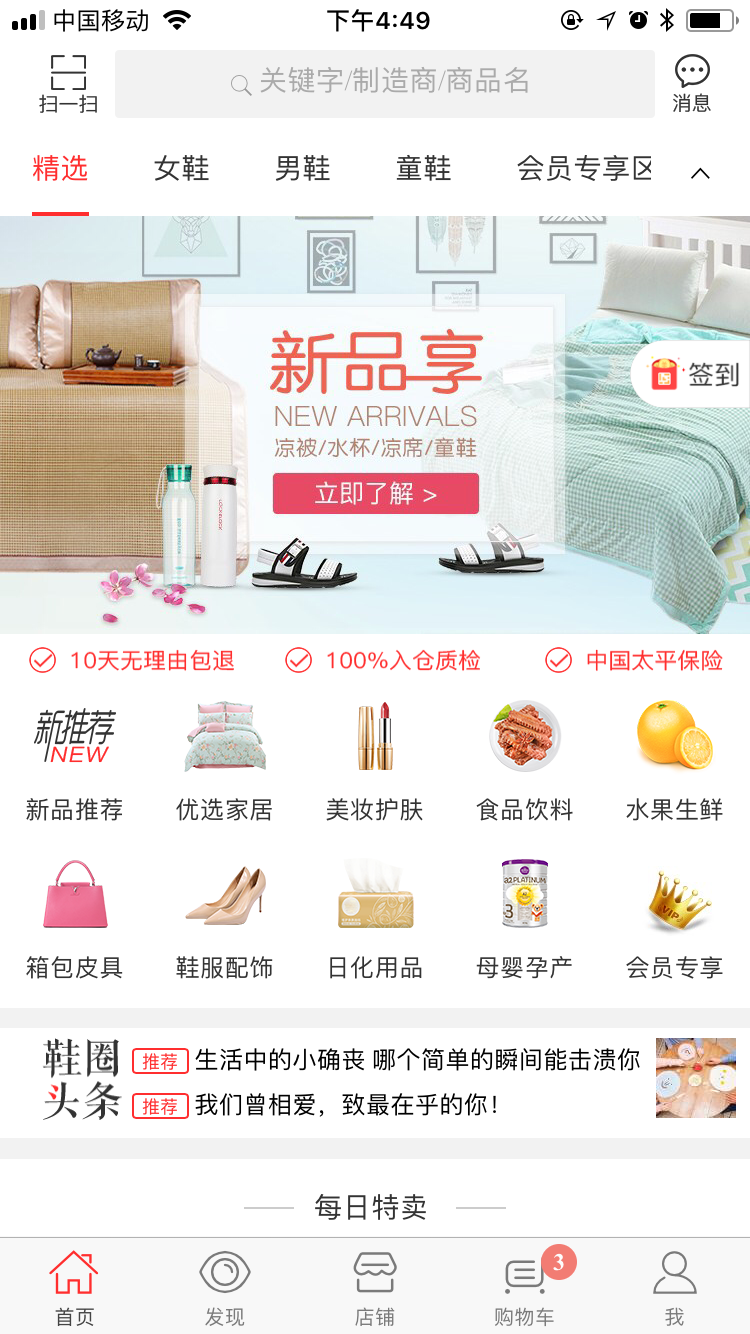 中国移动 下午4:49
扫一扫 关键字/制造商/商品名 消息
精选 女鞋 男鞋 童鞋 会员专享区
新品享
NEW ARRIVALS
凉被/水杯/凉席/童鞋
立即了解 >
签到
10天无理由包退 100%入仓质检 中国太平保险
新推荐
NEW
新品推荐 优选家居 美妆护肤 食品饮料 水果生鲜
a2 PLATINUM
3
VIP
箱包皮具 鞋服配饰 日化用品 母婴孕产 会员专享
鞋圈
头条
推荐 生活中的小确丧 哪个简单的瞬间能击溃你
推荐 我们曾相爱，致最在乎的你！
每日特卖
3
首页 发现 店铺 购物车 我